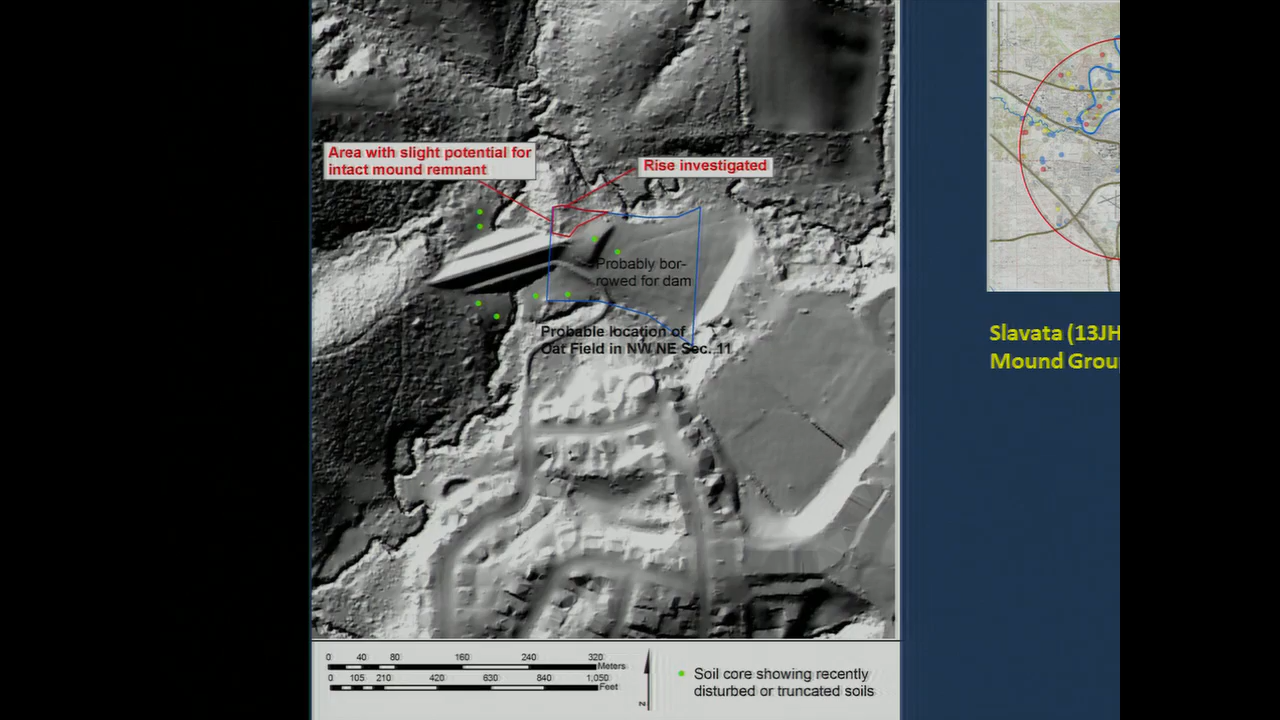 Area with slight potential for
intact mound remnant
Rise investigated
Probably bor-
rowed for dam
Probable location of
Oat Field in NW NE Sec. 11
0 40 80 160 240 320
Meters
0 105 210 420 630 840 1,050
Feet
N
Soil core showing recently
disturbed or truncated soils
Slavata (13JH
Mound Grou